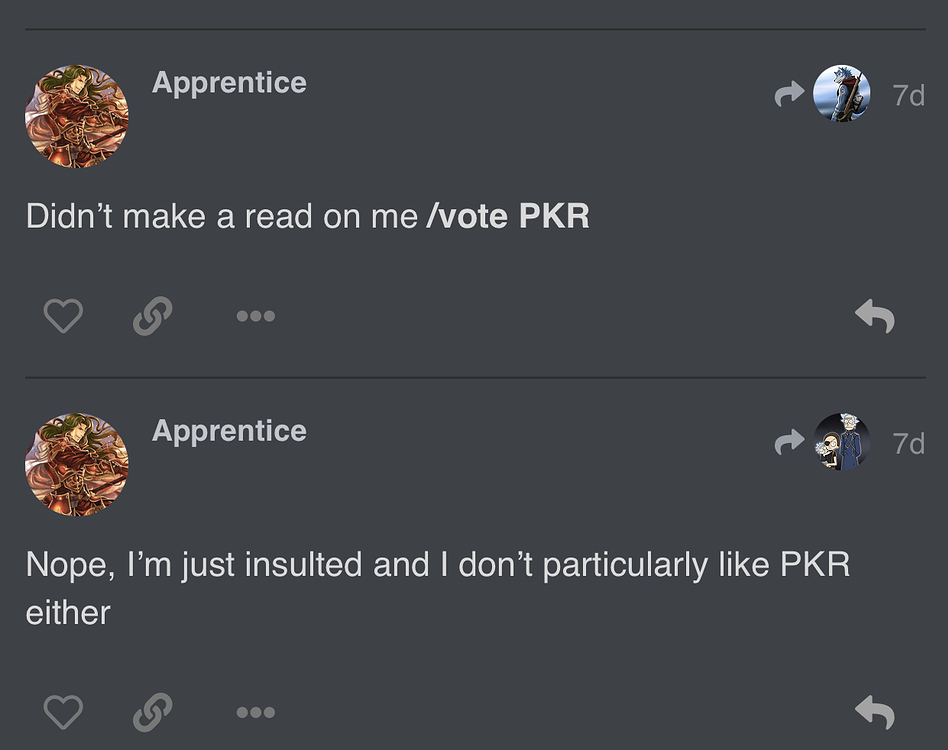 Apprentice
7d
Didn’t make a read on me /vote PKR
Apprentice
7d
Nope, I’m just insulted and I don’t particularly like PKR
either